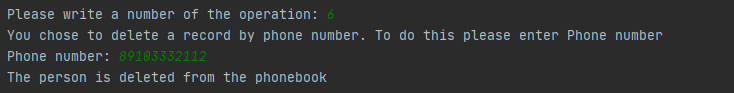 Please write a number of the operation: 6
You chose to delete a record by phone number. To do this please enter Phone number
Phone number: 89103332112
The person is deleted from the phonebook